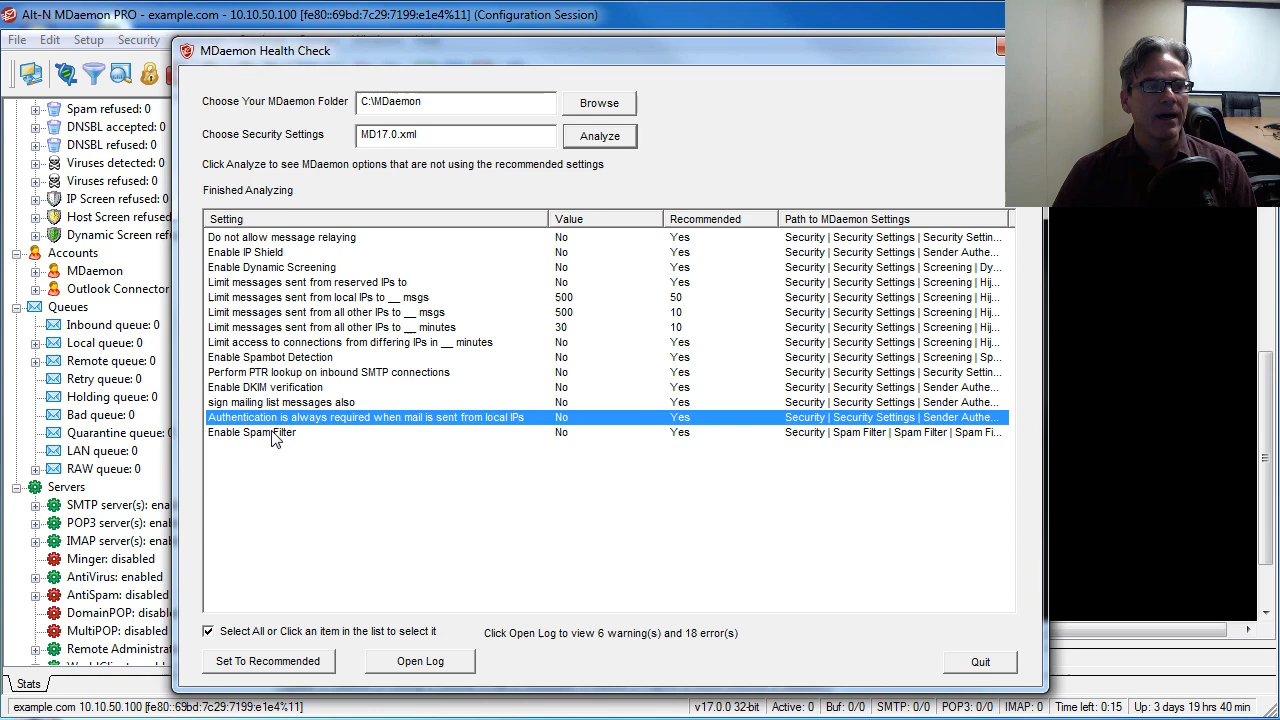 Alt-N MDaemon PRO - example.com - 10.10.50.100 [fe80::69bd:7c29:7199:e1e4%11] (Configuration Session)
File Edit Setup Security
MDaemon Health Check
Choose Your MDaemon Folder C:\MDaemon Browse
Choose Security Settings MD17.0.xml Analyze
Click Analyze to see MDaemon options that are not using the recommended settings
Finished Analyzing
Setting Value Recommended Path to MDaemon Settings
Do not allow message relaying No Yes Security | Security Settings | Security Settin...
Enable IP Shield No Yes Security | Security Settings | Sender Authe...
Enable Dynamic Screening No Yes Security | Security Settings | Screening | Dy...
Limit messages sent from reserved IPs to No Yes Security | Security Settings | Screening | Hij...
Limit messages sent from local IPs to __ msgs 500 50 Security | Security Settings | Screening | Hij...
Limit messages sent from all other IPs to __ msgs 500 10 Security | Security Settings | Screening | Hij...
Limit messages sent from all other IPs to __ minutes 30 10 Security | Security Settings | Screening | Hij...
Limit access to connections from differing IPs in __ minutes No Yes Security | Security Settings | Screening | Hij...
Enable Spambot Detection No Yes Security | Security Settings | Screening | Sp...
Perform PTR lookup on inbound SMTP connections No Yes Security | Security Settings | Security Settin...
Enable DKIM verification No Yes Security | Security Settings | Sender Authe...
sign mailing list messages also No Yes Security | Security Settings | Sender Authe...
Authentication is always required when mail is sent from local IPs No Yes Security | Security Settings | Sender Authe...
Enable Spam Filter No Yes Security | Spam Filter | Spam Filter | Spam Fi...
Select All or Click an item in the list to select it
Click Open Log to view 6 warning(s) and 18 error(s)
Set To Recommended Open Log Quit
Spam refused: 0
DNSBL accepted: 0
DNSBL refused: 0
Viruses detected: 0
Viruses refused: 0
IP Screen refused: 0
Host Screen refused: 0
Dynamic Screen ref
Accounts
MDaemon
Outlook Connector
Queues
Inbound queue: 0
Local queue: 0
Remote queue: 0
Retry queue: 0
Holding queue: 0
Bad queue: 0
Quarantine queue: 0
LAN queue: 0
RAW queue: 0
Servers
SMTP server(s): ena
POP3 server(s): ena
IMAP server(s): ena
Minger: disabled
AntiVirus: enabled
AntiSpam: disabled
DomainPOP: disabl
MultiPOP: disabled
Remote Administra
Stats
example.com 10.10.50.100 [fe80::69bd:7c29:7199:e1e4%11] v17.0.0 32-bit Active: 0 Buf: 0/0 SMTP: 0/0 POP3: 0/0 IMAP: 0 Time left: 0:15 Up: 3 days 19 hrs 40 min